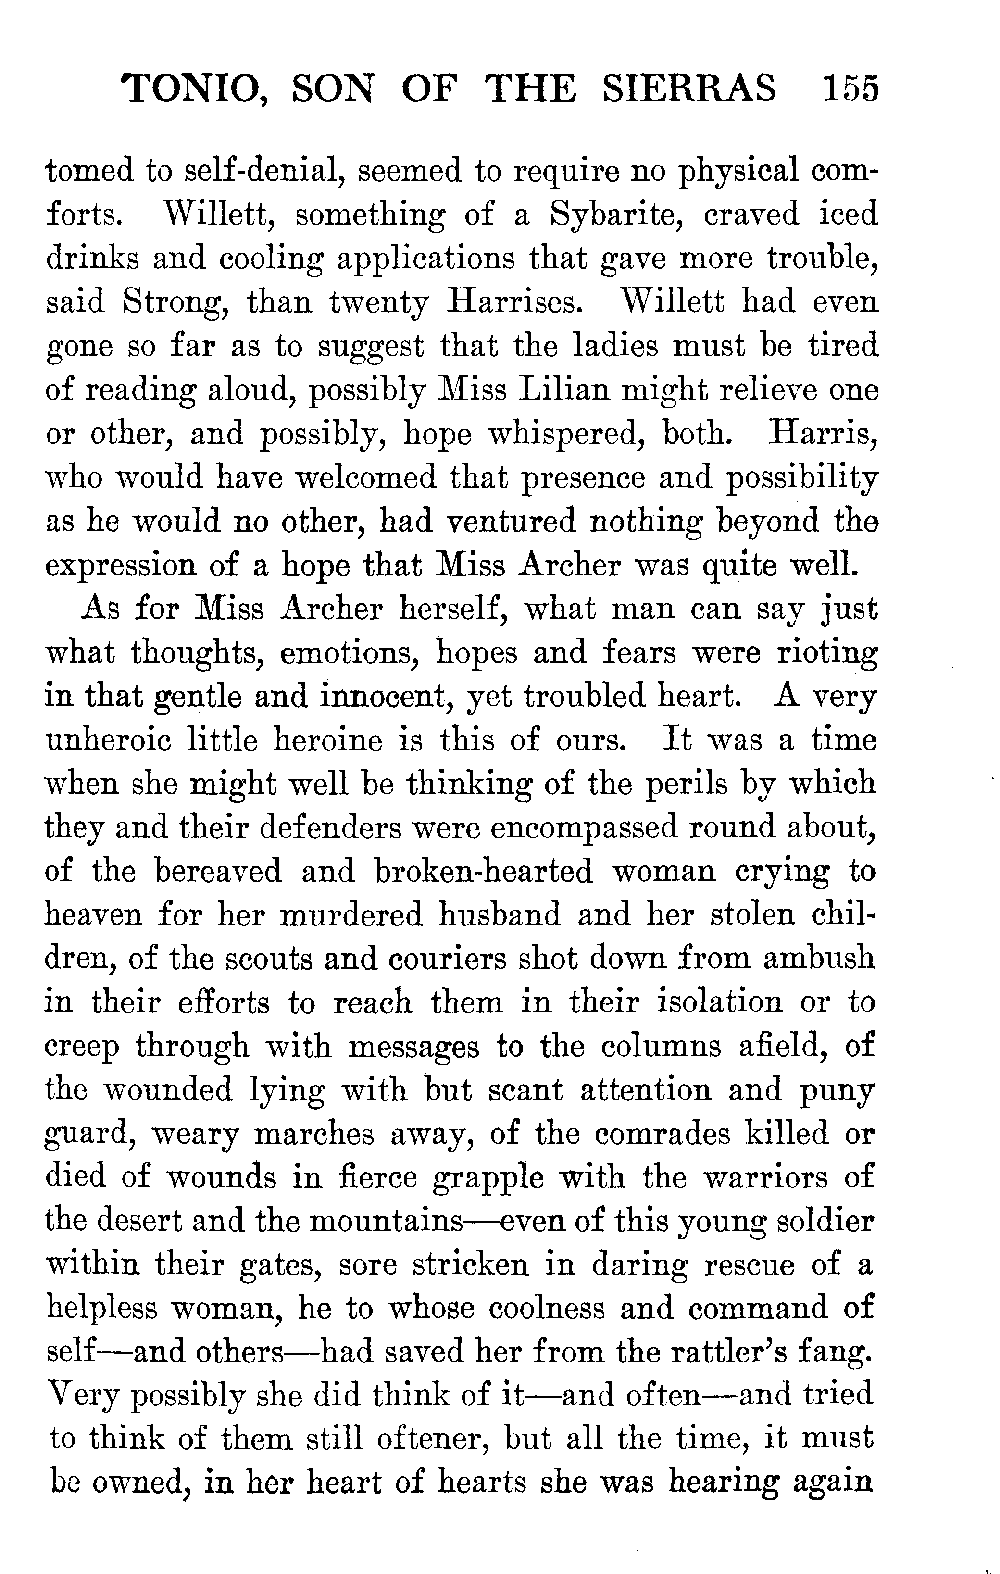 TONIO, SON OF THE SIERRAS 155
tomed to self-denial, seemed to require no physical com-
forts. Willett, something of a Sybarite, craved iced
drinks and cooling applications that gave more trouble,
said Strong, than twenty Harrises. Willett had even
gone so far as to suggest that the ladies must be tired
of reading aloud, possibly Miss Lilian might relieve one
or other, and possibly, hope whispered, both. Harris,
who would have welcomed that presence and possibility
as he would no other, had ventured nothing beyond the
expression of a hope that Miss Archer was quite well.
As for Miss Archer herself, what man can say just
what thoughts, emotions, hopes and fears were rioting
in that gentle and innocent, yet troubled heart. A very
unheroic little heroine is this of ours. It was a time
when she might well be thinking of the perils by which
they and their defenders were encompassed round about,
of the bereaved and broken-hearted woman crying to
heaven for her murdered husband and her stolen chil-
dren, of the scouts and couriers shot down from ambush
in their efforts to reach them in their isolation or to
creep through with messages to the columns afield, of
the wounded lying with but scant attention and puny
guard, weary marches away, of the comrades killed or
died of wounds in fierce grapple with the warriors of
the desert and the mountains—even of this young soldier
within their gates, sore stricken in daring rescue of a
helpless woman, he to whose coolness and command of
self—and others—had saved her from the rattler's fang.
Very possibly she did think of it—and often—and tried
to think of them still oftener, but all the time, it must
be owned, in her heart of hearts she was hearing again